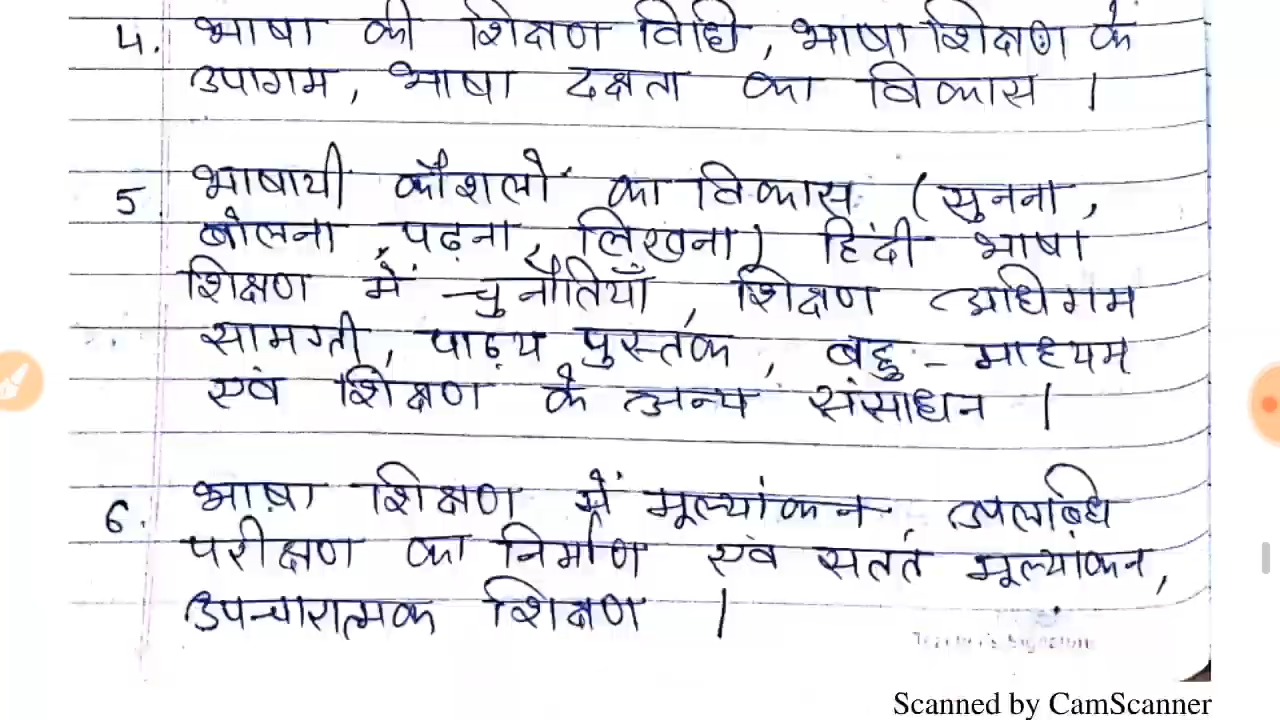 4. भाषा की शिक्षण विधि, भाषा शिक्षण के
उपागम, भाषा दक्षता का विकास |
5. भाषायी कौशलों का विकास (सुनना,
बोलना, पढ़ना, लिखना) हिंदी भाषा
शिक्षण में चुनौतियाँ, शिक्षण अधिगम
सामग्री, पाठ्य पुस्तक, बहु - माध्यम
एवं शिक्षण के अन्य संसाधन |
6. भाषा शिक्षण में मूल्यांकन उपलब्धि
परीक्षण का निर्माण एवं सतत मूल्यांकन,
उपचारात्मक शिक्षण |
Teacher's Signature
Scanned by CamScanner